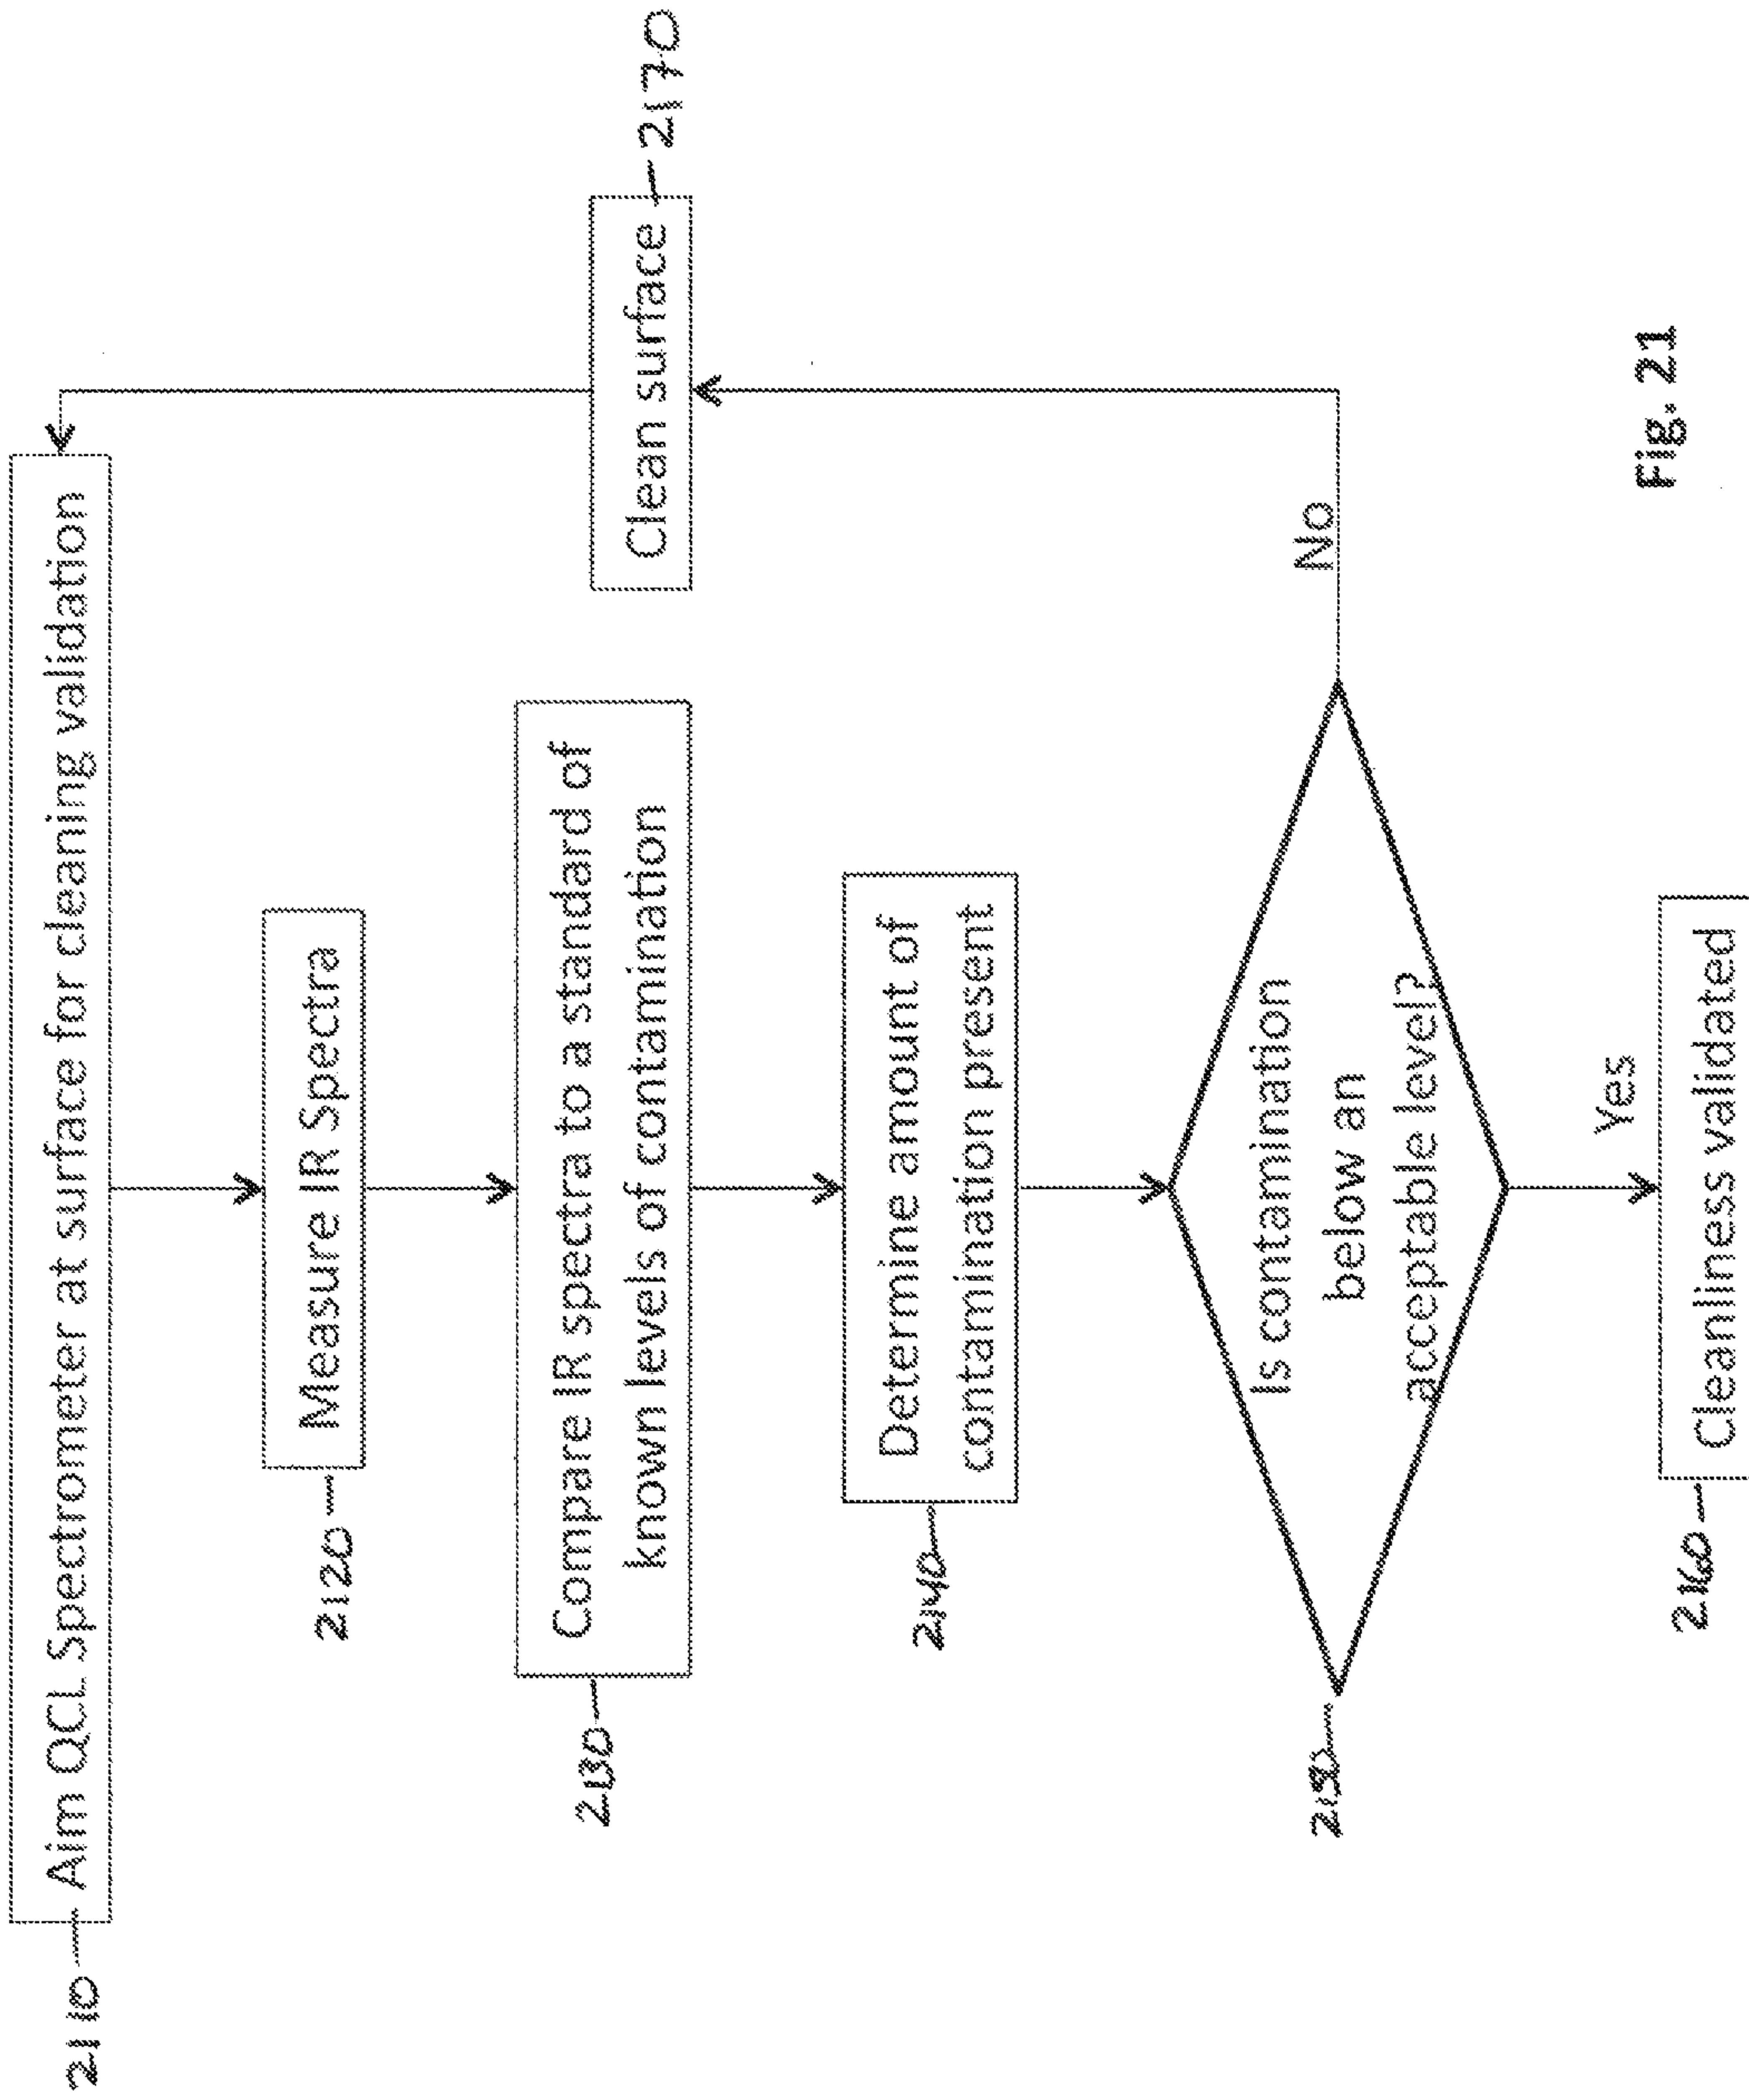 2110
Aim QCL Spectrometer at surface for cleaning validation
2120
Measure IR Spectra
2130
Compare IR spectra to a standard of
known levels of contamination
2140
Determine amount of
contamination present
2150
Is contamination
below an
acceptable level?
No
Clean surface
2170
Yes
2160
Cleanliness validated
Fig. 21